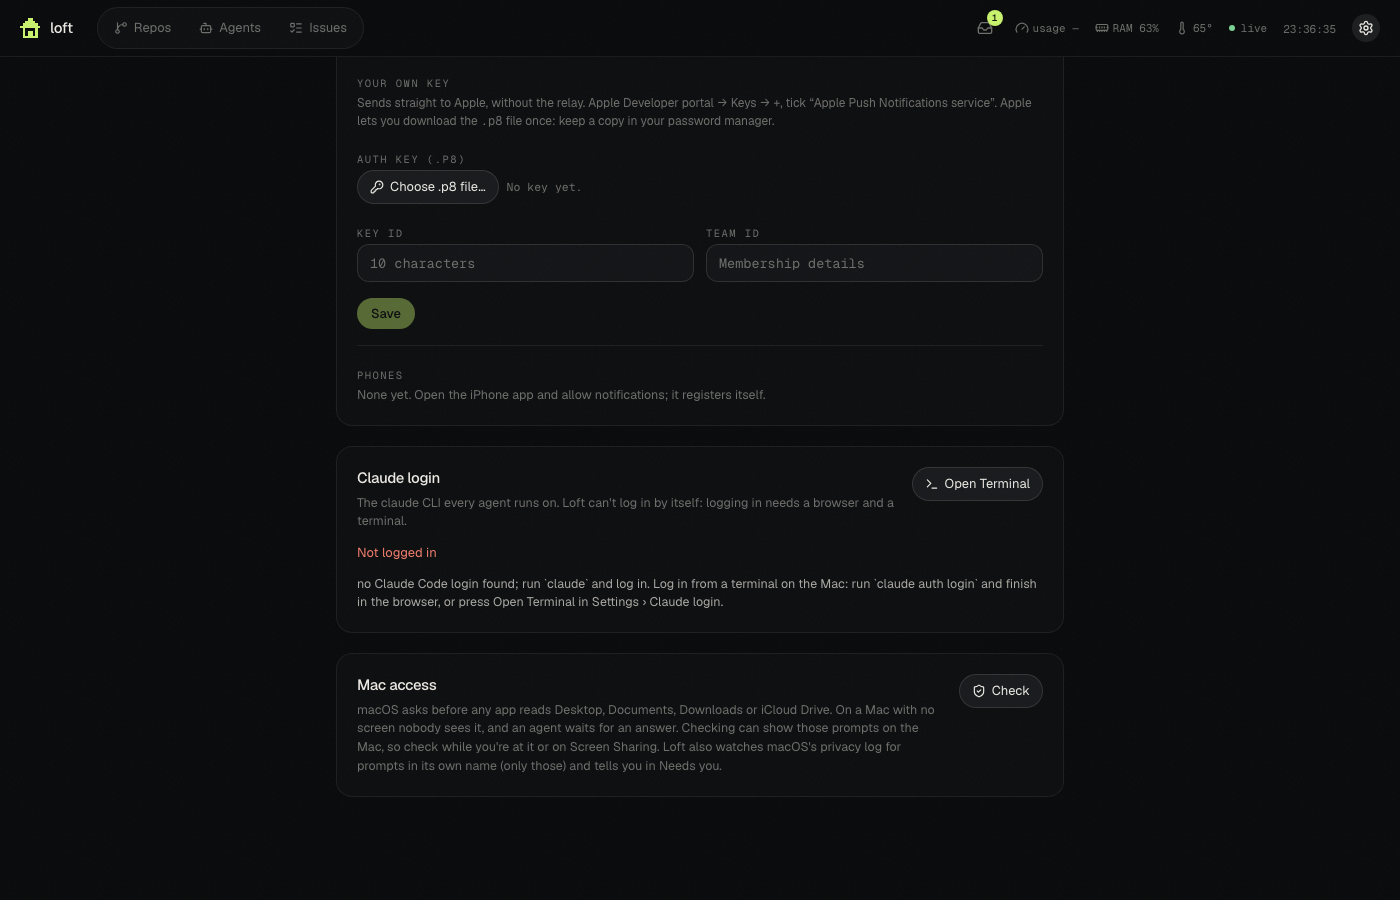 loft Repos Agents Issues 1 usage – RAM 63% 65° live 23:36:35
YOUR OWN KEY
Sends straight to Apple, without the relay. Apple Developer portal → Keys → +, tick “Apple Push Notifications service”. Apple
lets you download the .p8 file once: keep a copy in your password manager.
AUTH KEY (.P8)
Choose .p8 file… No key yet.
KEY ID TEAM ID
10 characters Membership details
Save
PHONES
None yet. Open the iPhone app and allow notifications; it registers itself.
Claude login
Open Terminal
The claude CLI every agent runs on. Loft can't log in by itself: logging in needs a browser and a
terminal.
Not logged in
no Claude Code login found; run `claude` and log in. Log in from a terminal on the Mac: run `claude auth login` and finish
in the browser, or press Open Terminal in Settings › Claude login.
Mac access
Check
macOS asks before any app reads Desktop, Documents, Downloads or iCloud Drive. On a Mac with no
screen nobody sees it, and an agent waits for an answer. Checking can show those prompts on the
Mac, so check while you're at it or on Screen Sharing. Loft also watches macOS's privacy log for
prompts in its own name (only those) and tells you in Needs you.